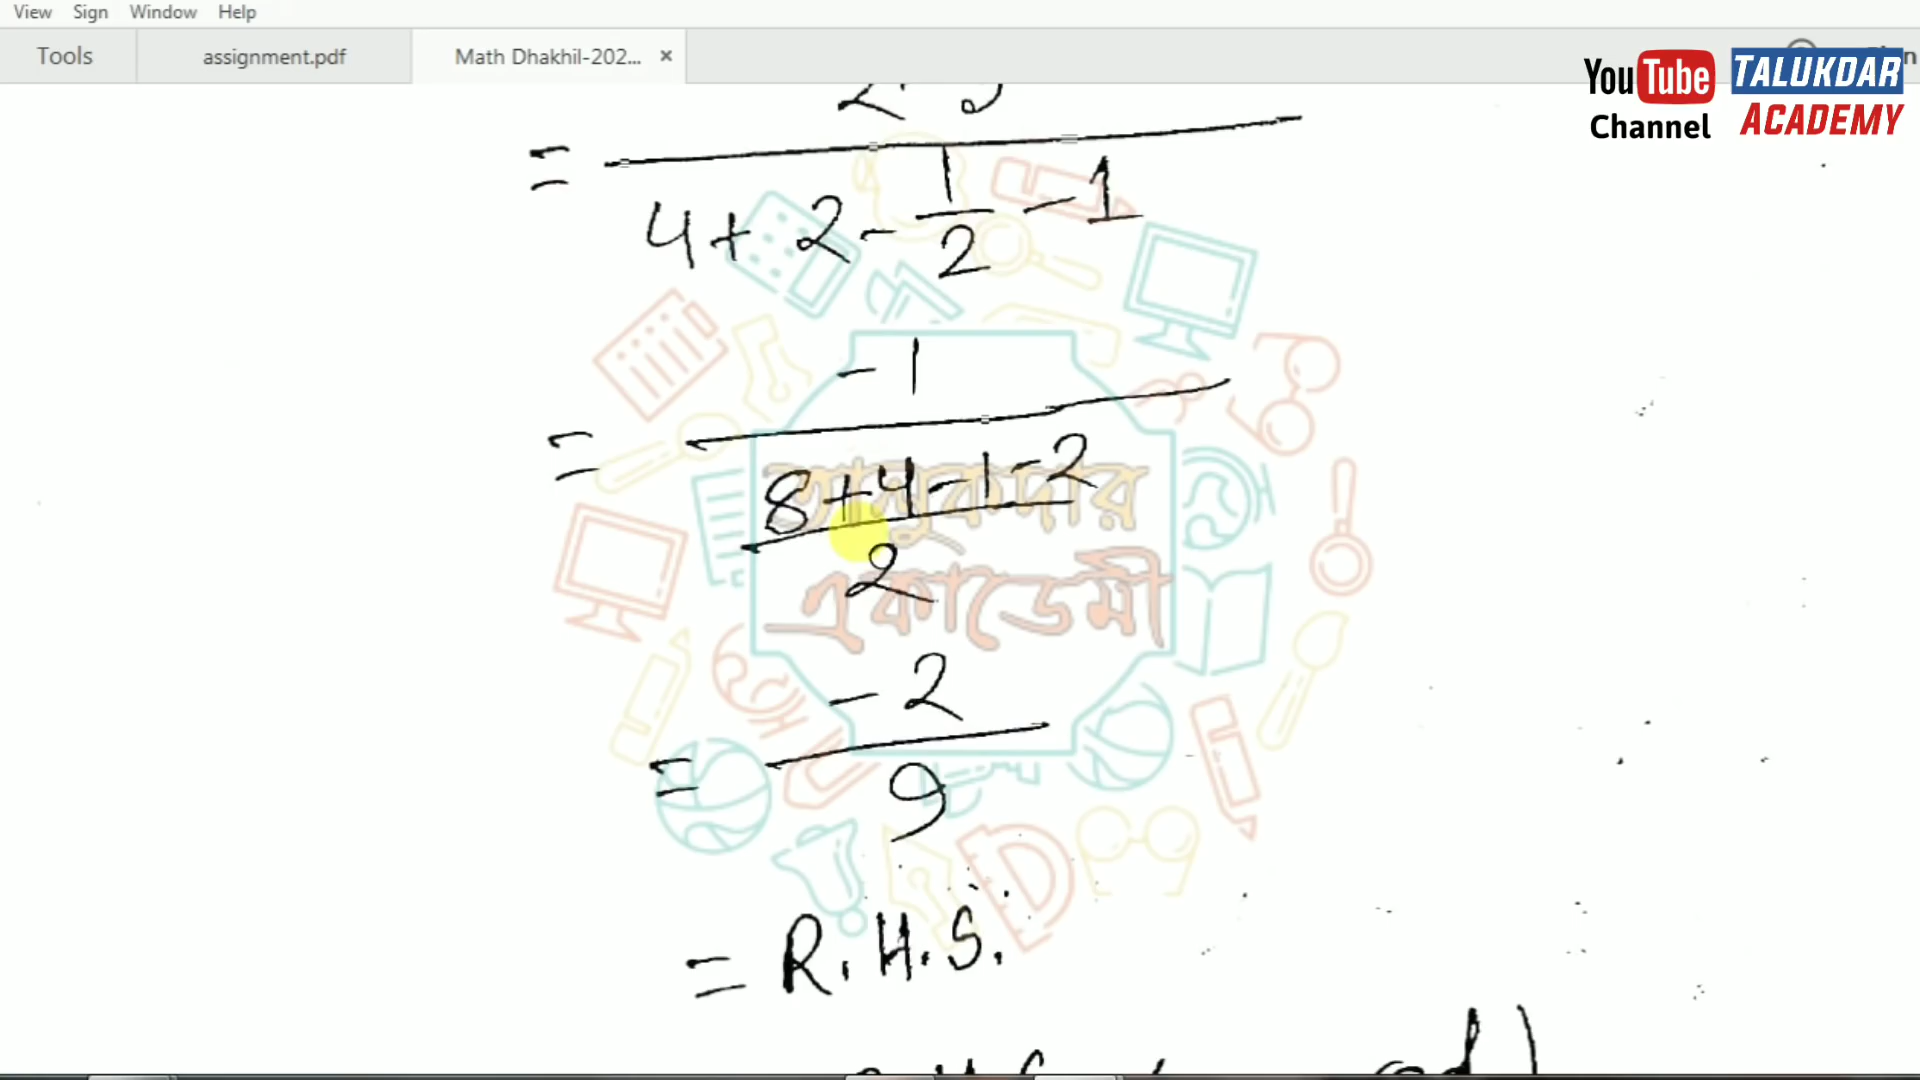 View Sign Window Help
Tools assignment.pdf Math Dhakhil-202... ×
YouTube Channel TALUKDAR ACADEMY
=
4 + 2 - 1/2 - 1
- 1
=
8 + 4 - 1 - 2
2
তালুকদার
একাডেমী
- 2
=
9
= R.H.S.